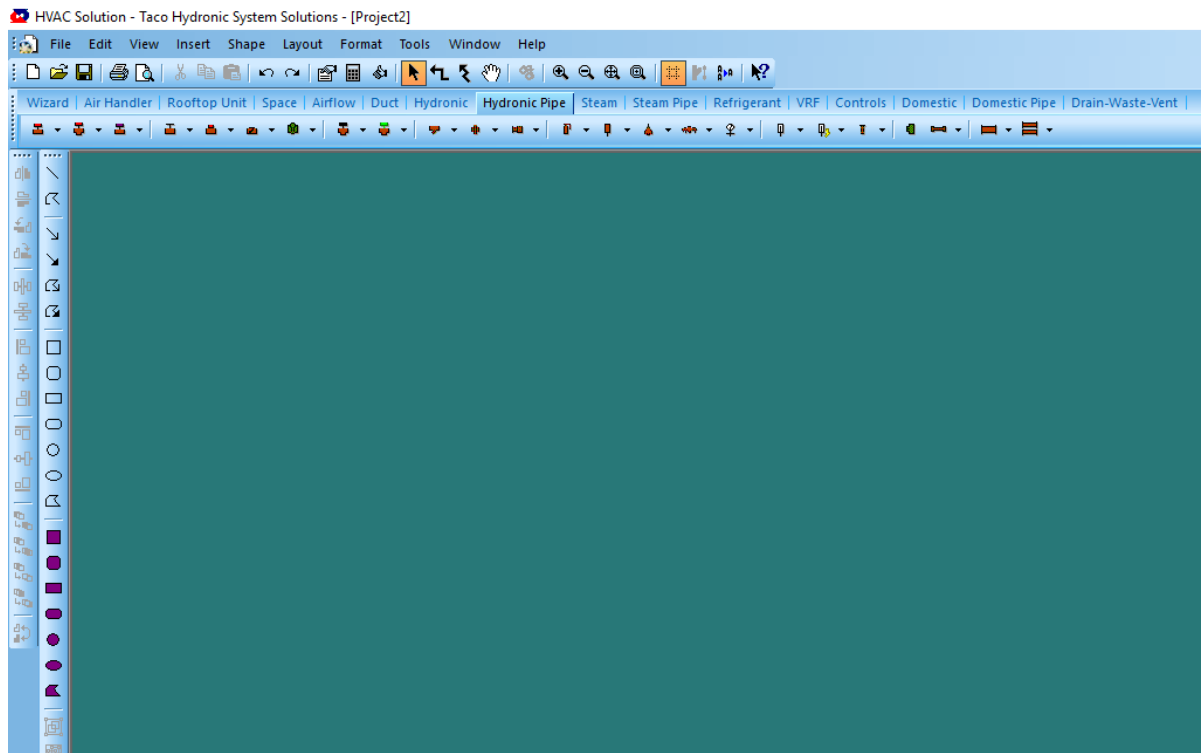 HVAC Solution - Taco Hydronic System Solutions - [Project2]
File Edit View Insert Shape Layout Format Tools Window Help
Wizard | Air Handler | Rooftop Unit | Space | Airflow | Duct | Hydronic | Hydronic Pipe | Steam | Steam Pipe | Refrigerant | VRF | Controls | Domestic | Domestic Pipe | Drain-Waste-Vent |